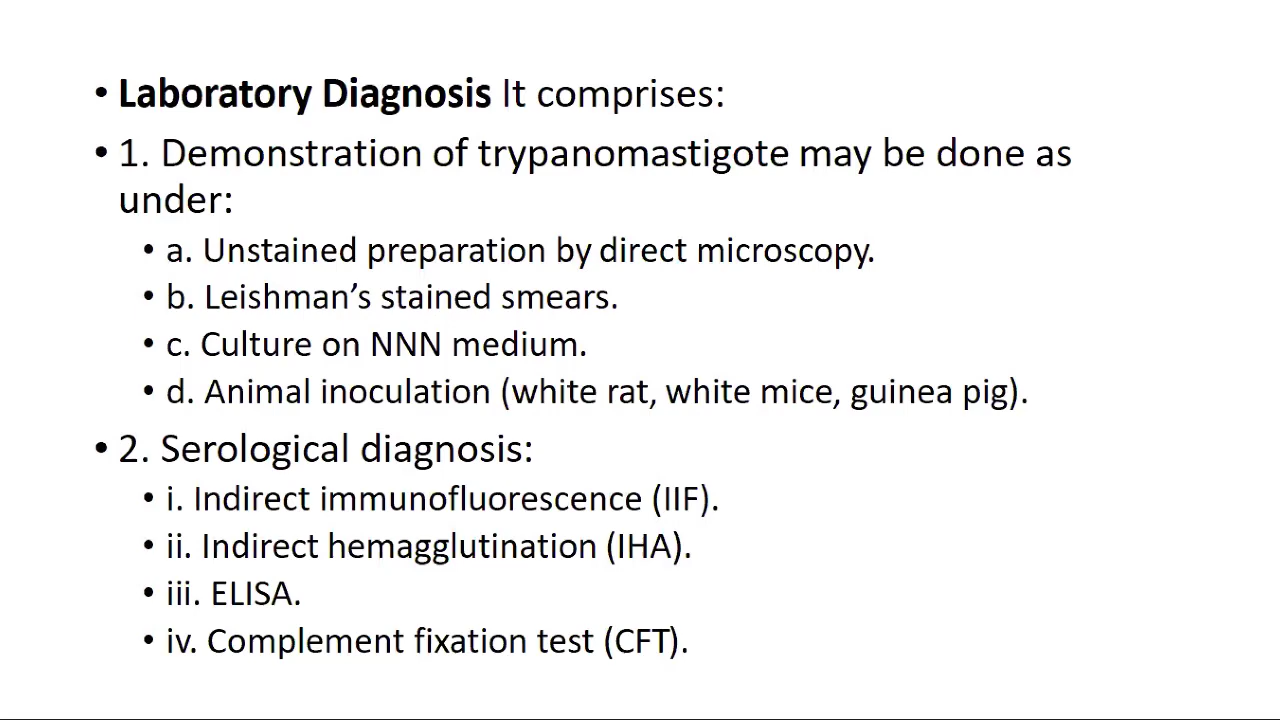 • Laboratory Diagnosis It comprises:
• 1. Demonstration of trypanomastigote may be done as
under:
• a. Unstained preparation by direct microscopy.
• b. Leishman’s stained smears.
• c. Culture on NNN medium.
• d. Animal inoculation (white rat, white mice, guinea pig).
• 2. Serological diagnosis:
• i. Indirect immunofluorescence (IIF).
• ii. Indirect hemagglutination (IHA).
• iii. ELISA.
• iv. Complement fixation test (CFT).